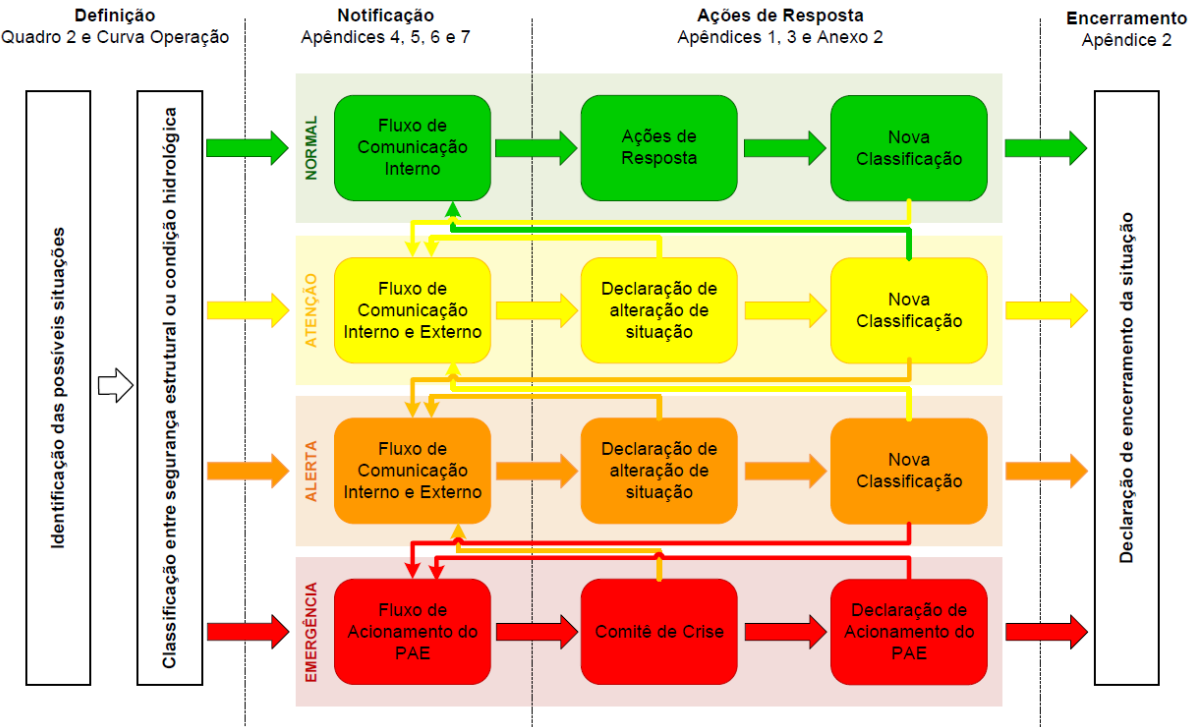 Definição
Quadro 2 e Curva Operação
Notificação
Apêndices 4, 5, 6 e 7
Ações de Resposta
Apêndices 1, 3 e Anexo 2
Encerramento
Apêndice 2
Identificação das possíveis situações
Classificação entre segurança estrutural ou condição hidrológica
NORMAL
Fluxo de
Comunicação
Interno
Ações de
Resposta
Nova
Classificação
ATENÇÃO
Fluxo de
Comunicação
Interno e Externo
Declaração de
alteração de
situação
Nova
Classificação
ALERTA
Fluxo de
Comunicação
Interno e Externo
Declaração de
alteração de
situação
Nova
Classificação
EMERGÊNCIA
Fluxo de
Acionamento do
PAE
Comitê de Crise
Declaração de
Acionamento do
PAE
Declaração de encerramento da situação